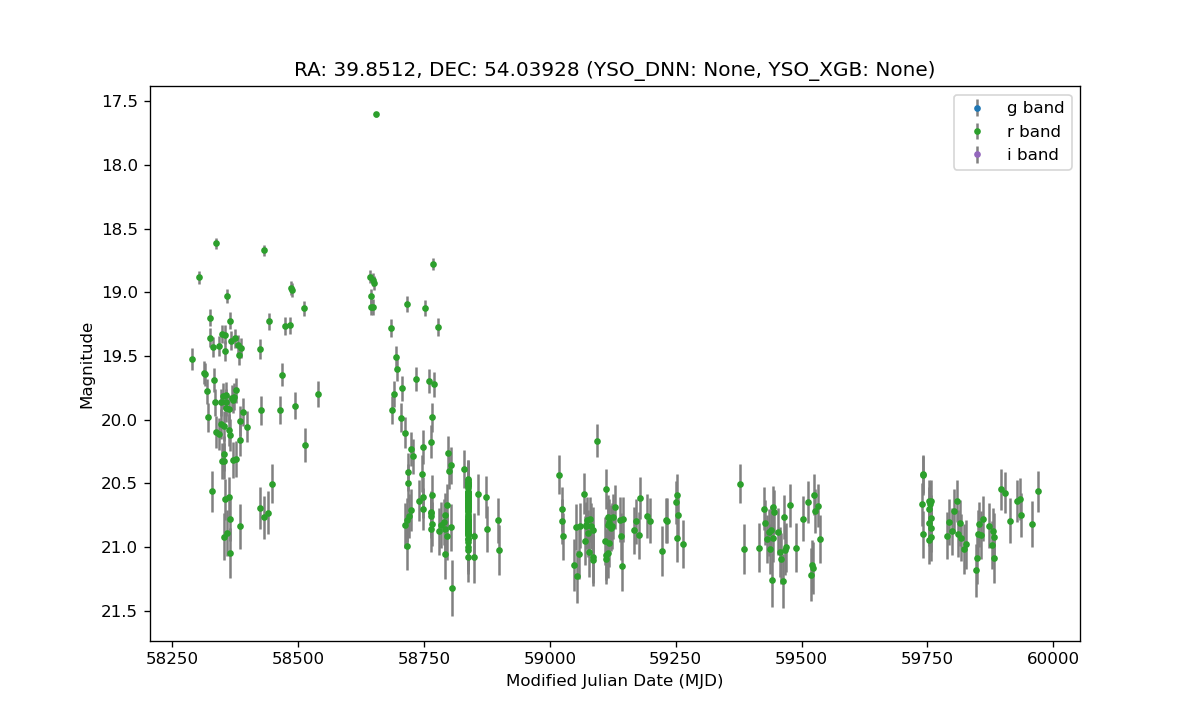 RA: 39.8512, DEC: 54.03928 (YSO_DNN: None, YSO_XGB: None)
g band
r band
i band
17.5
18.0
18.5
19.0
19.5
20.0
20.5
21.0
21.5
Magnitude
58250 58500 58750 59000 59250 59500 59750 60000
Modified Julian Date (MJD)